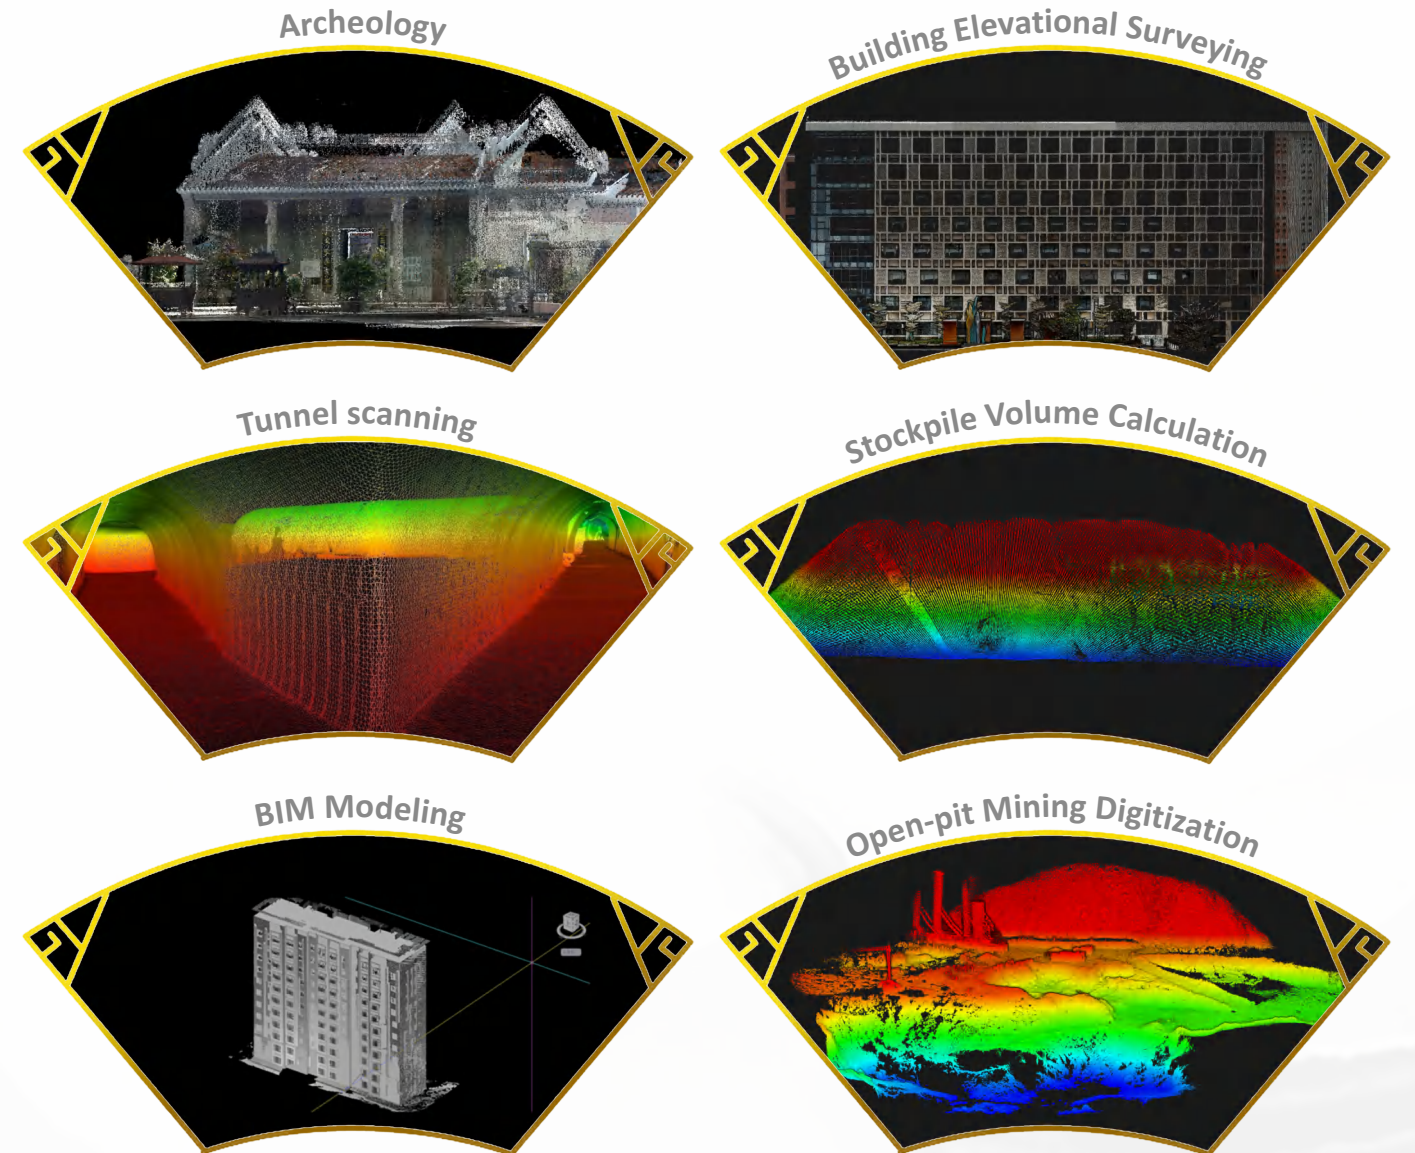 Archeology
Building Elevational Surveying
Tunnel scanning
Stockpile Volume Calculation
BIM Modeling
Open-pit Mining Digitization